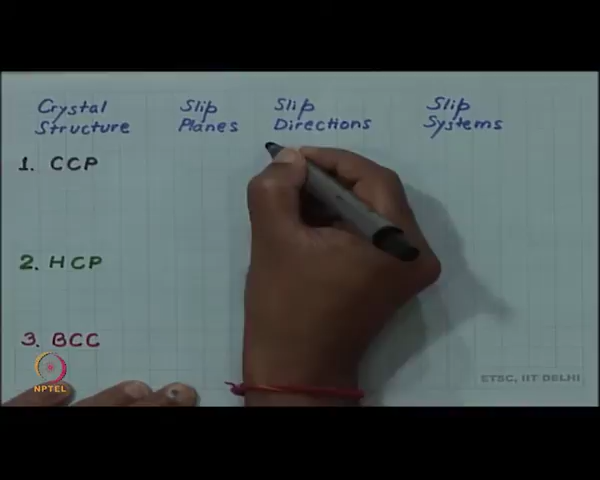 Crystal Structure
Slip Planes
Slip Directions
Slip Systems
1. CCP
2. HCP
3. BCC
NPTEL
ETSC, IIT DELHI